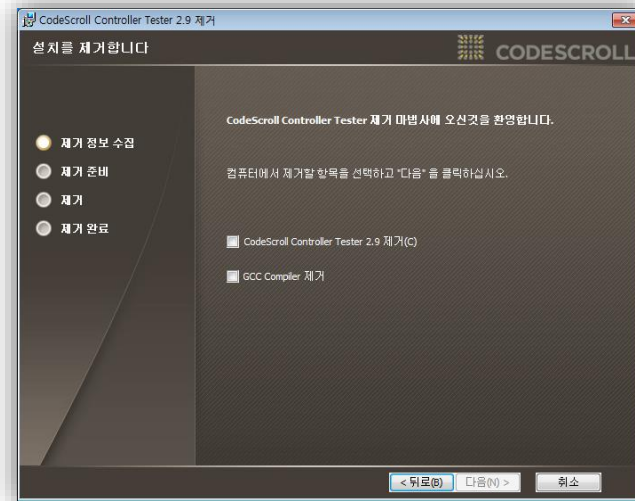 CodeScroll Controller Tester 2.9 제거
설치를 제거합니다
CODESCROLL
제거 정보 수집
제거 준비
제거
제거 완료
CodeScroll Controller Tester 제거 마법사에 오신것을 환영합니다.
컴퓨터에서 제거할 항목을 선택하고 "다음" 을 클릭하십시오.
CodeScroll Controller Tester 2.9 제거(C)
GCC Compiler 제거
< 뒤로(B)
다음(N) >
취소